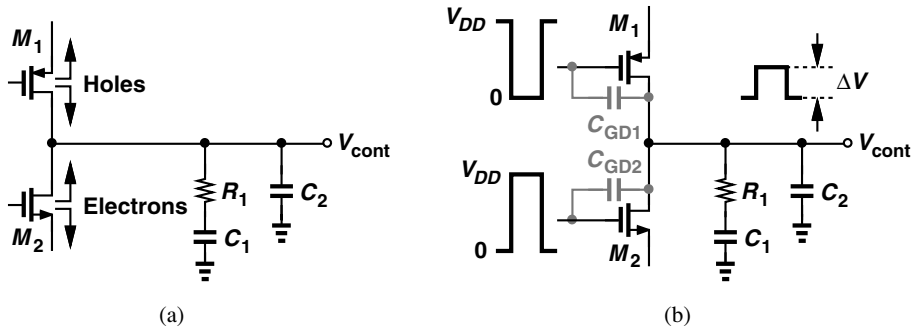 M1
Holes
Vcont
M2
Electrons
R1
C1
C2
(a)
VDD
0
M1
CGD1
ΔV
Vcont
VDD
0
CGD2
M2
R1
C1
C2
(b)